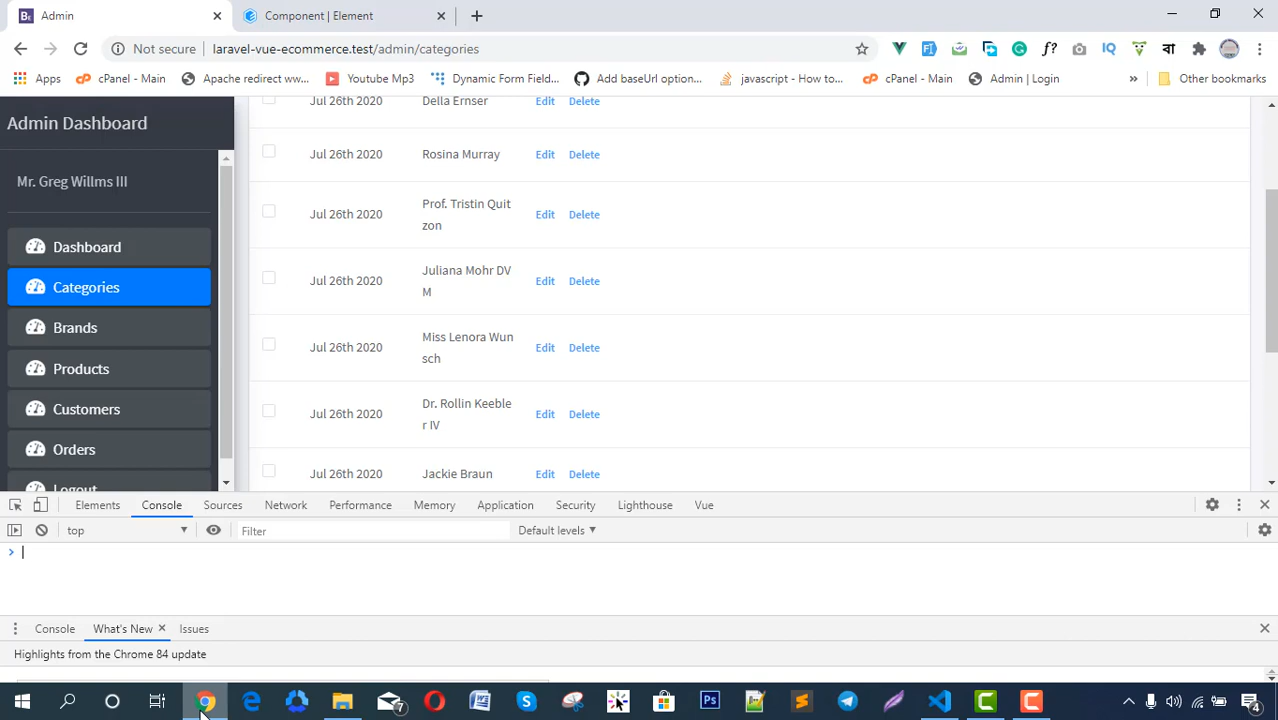 Admin
Component | Element
Not secure
laravel-vue-ecommerce.test/admin/categories
Apps
cPanel - Main
Apache redirect ww...
Youtube Mp3
Dynamic Form Field...
Add baseUrl option...
javascript - How to...
cPanel - Main
Admin | Login
»
Other bookmarks
Admin Dashboard
Mr. Greg Willms III
Dashboard
Categories
Brands
Products
Customers
Orders
Logout
Della Ernser Edit Delete
Jul 26th 2020 Rosina Murray Edit Delete
Jul 26th 2020 Prof. Tristin Quit
zon Edit Delete
Jul 26th 2020 Juliana Mohr DV
M Edit Delete
Jul 26th 2020 Miss Lenora Wun
sch Edit Delete
Jul 26th 2020 Dr. Rollin Keeble
r IV Edit Delete
Jul 26th 2020 Jackie Braun Edit Delete
Elements Console Sources Network Performance Memory Application Security Lighthouse Vue
top Filter Default levels
>
Console What's New Issues
Highlights from the Chrome 84 update